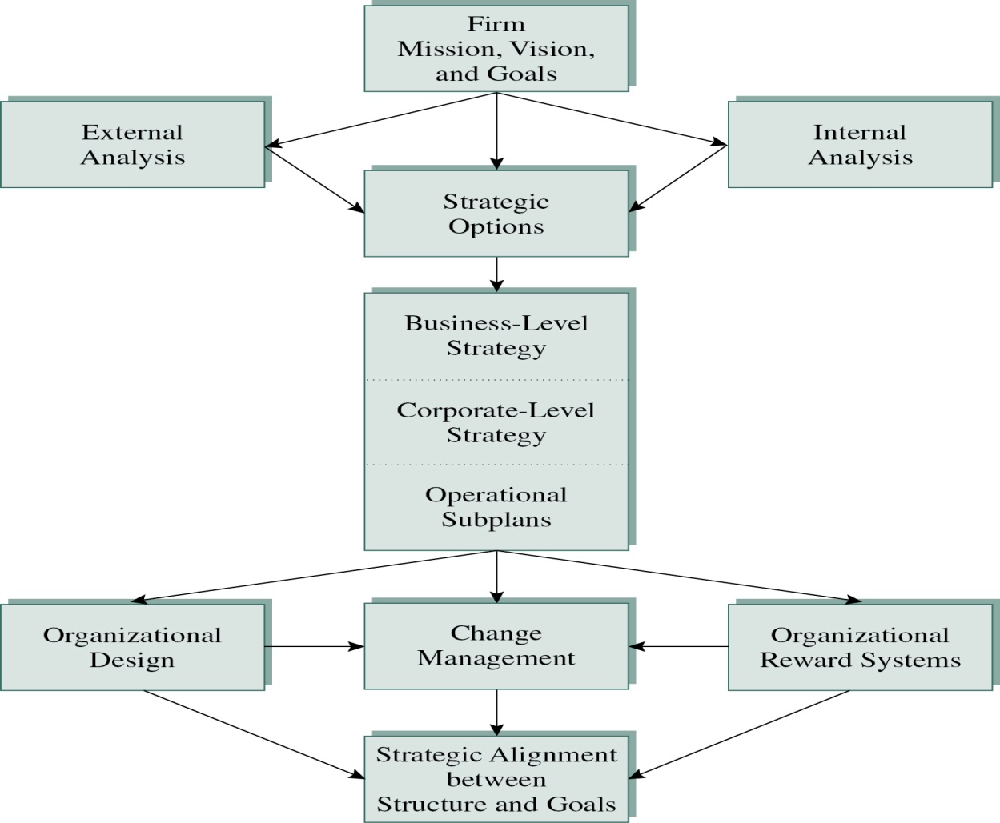 Firm
Mission, Vision,
and Goals
External
Analysis
Internal
Analysis
Strategic
Options
Business-Level
Strategy
Corporate-Level
Strategy
Operational
Subplans
Organizational
Design
Change
Management
Organizational
Reward Systems
Strategic Alignment
between
Structure and Goals